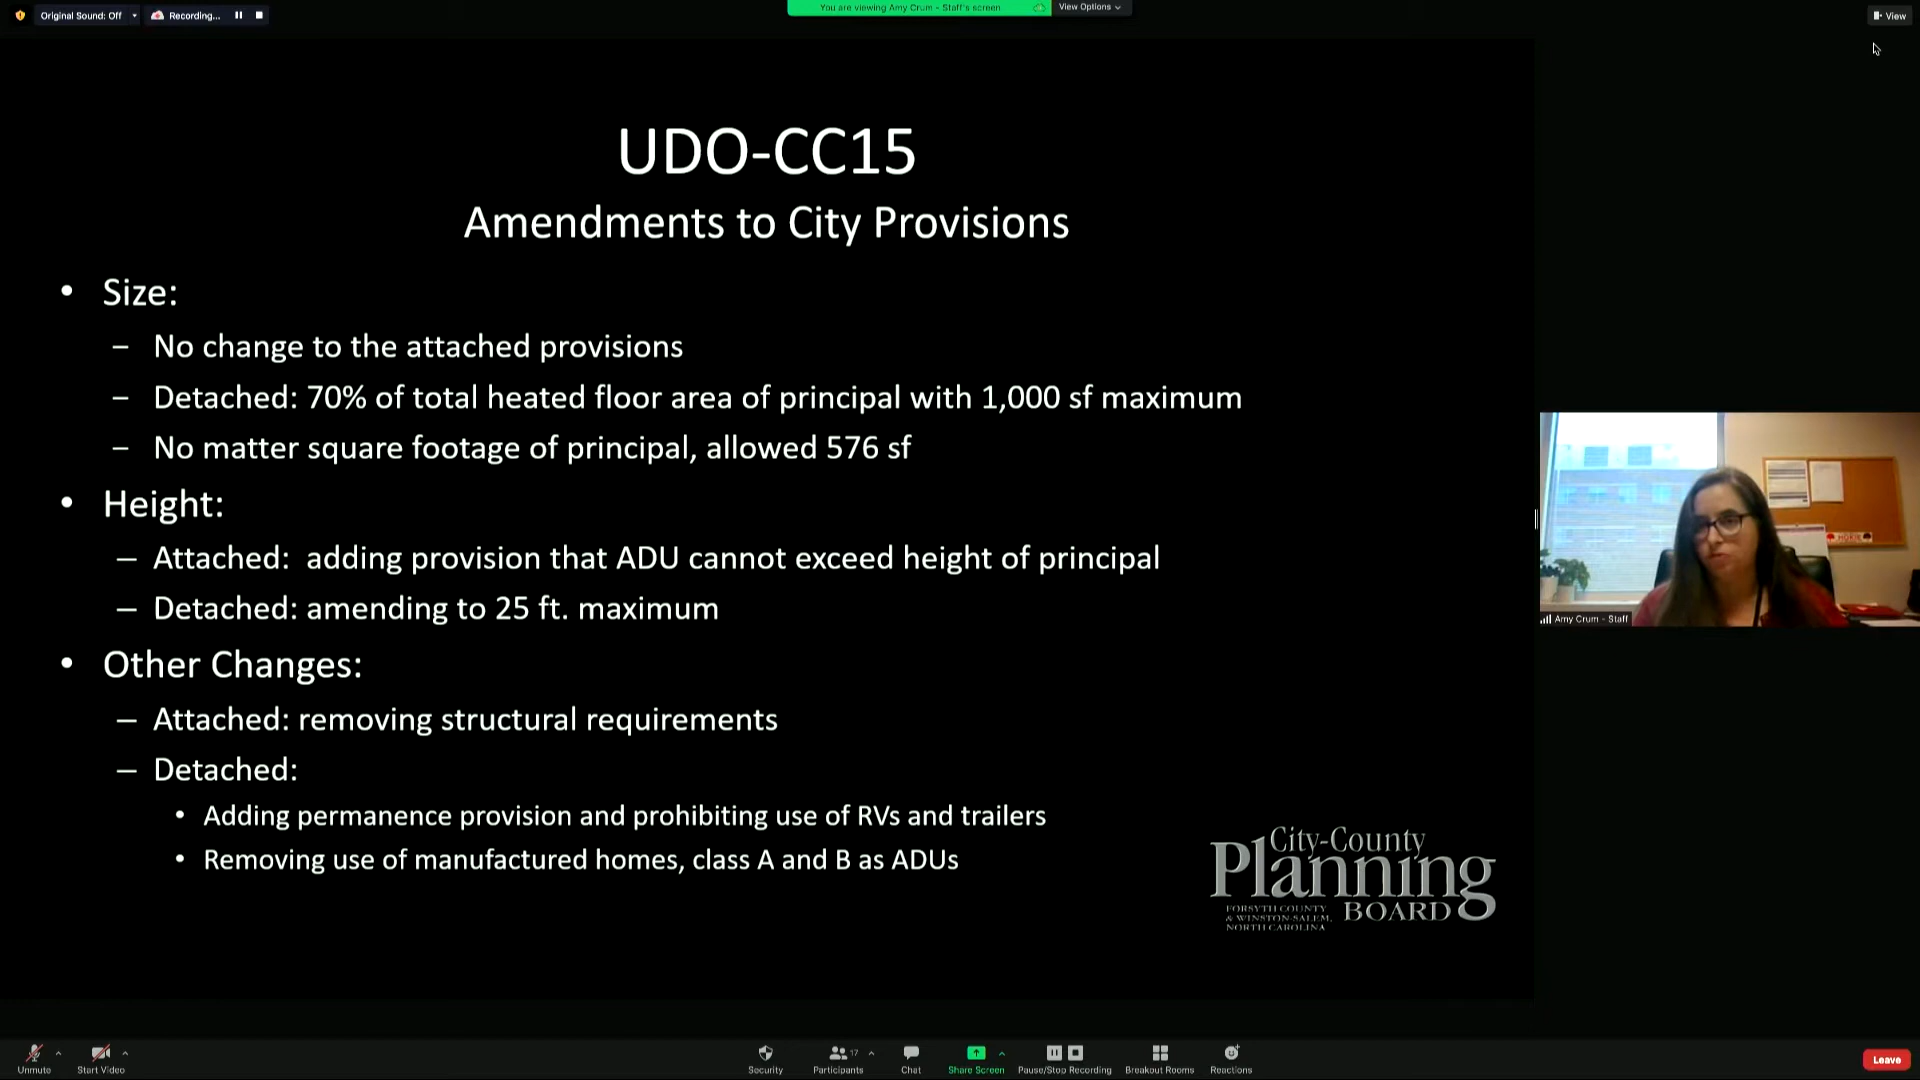 Original Sound: Off
Recording...
You are viewing Amy Crum - Staff's screen
View Options
View
UDO-CC15
Amendments to City Provisions
• Size:
– No change to the attached provisions
– Detached: 70% of total heated floor area of principal with 1,000 sf maximum
– No matter square footage of principal, allowed 576 sf
• Height:
– Attached: adding provision that ADU cannot exceed height of principal
– Detached: amending to 25 ft. maximum
• Other Changes:
– Attached: removing structural requirements
– Detached:
• Adding permanence provision and prohibiting use of RVs and trailers
• Removing use of manufactured homes, class A and B as ADUs
City-County
Planning
BOARD
FORSYTH COUNTY
& WINSTON-SALEM,
NORTH CAROLINA
HOKIE
Amy Crum - Staff
Unmute
Start Video
Security
Participants 17
Chat
Share Screen
Pause/Stop Recording
Breakout Rooms
Reactions
Leave